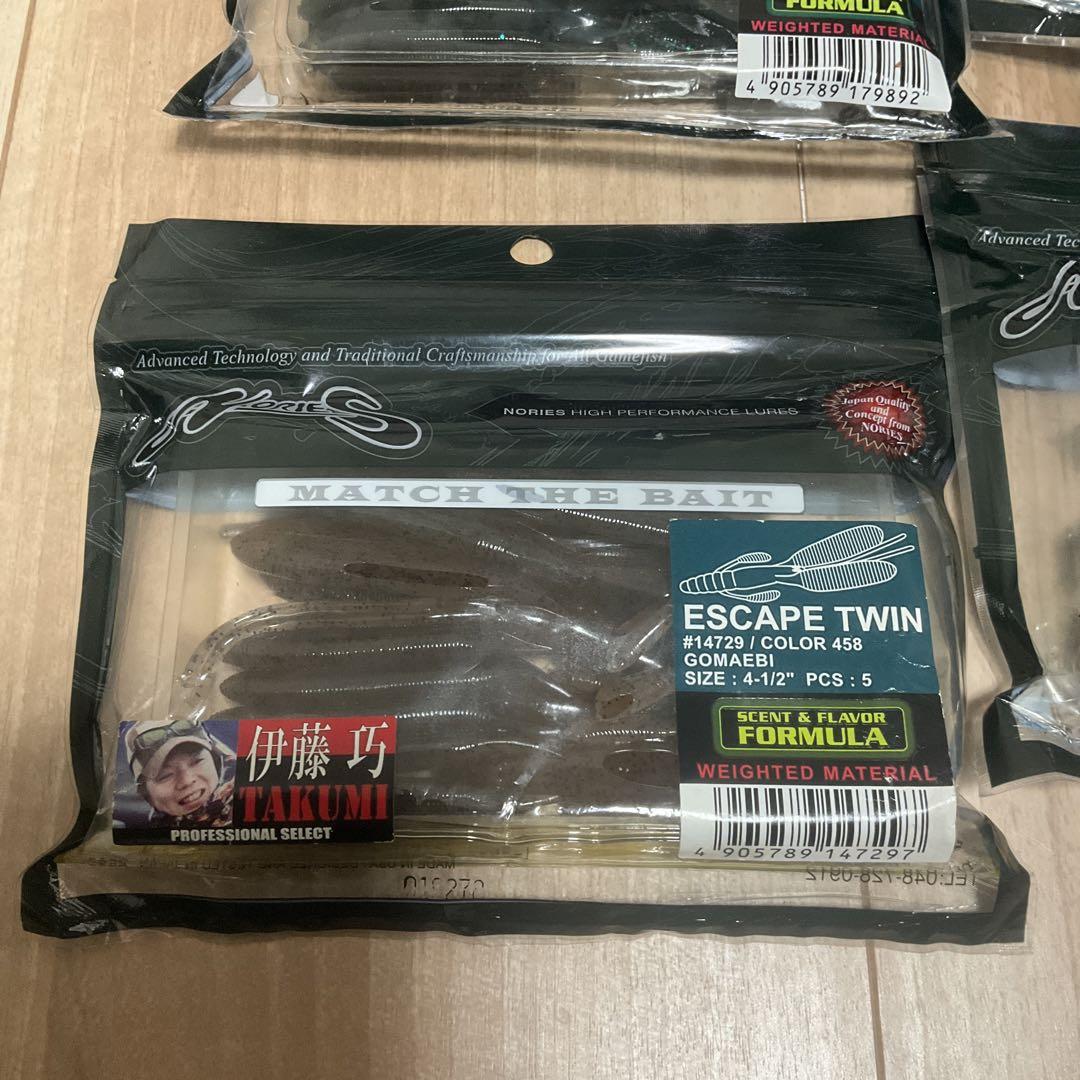 FORMULA
WEIGHTED MATERIAL
4 905789 179892
Advanced Technology and Traditional Craftsmanship for All Gamefish
NORIES
NORIES HIGH PERFORMANCE LURES
Japan Quality
and
Concept from
NORIES
MATCH THE BAIT
ESCAPE TWIN
#14729 / COLOR 458
GOMAEBI
SIZE : 4-1/2" PCS : 5
SCENT & FLAVOR
FORMULA
WEIGHTED MATERIAL
4 905789 147297
伊藤 巧
TAKUMI
PROFESSIONAL SELECT
TEL:048-728-0912
Advanced Tec